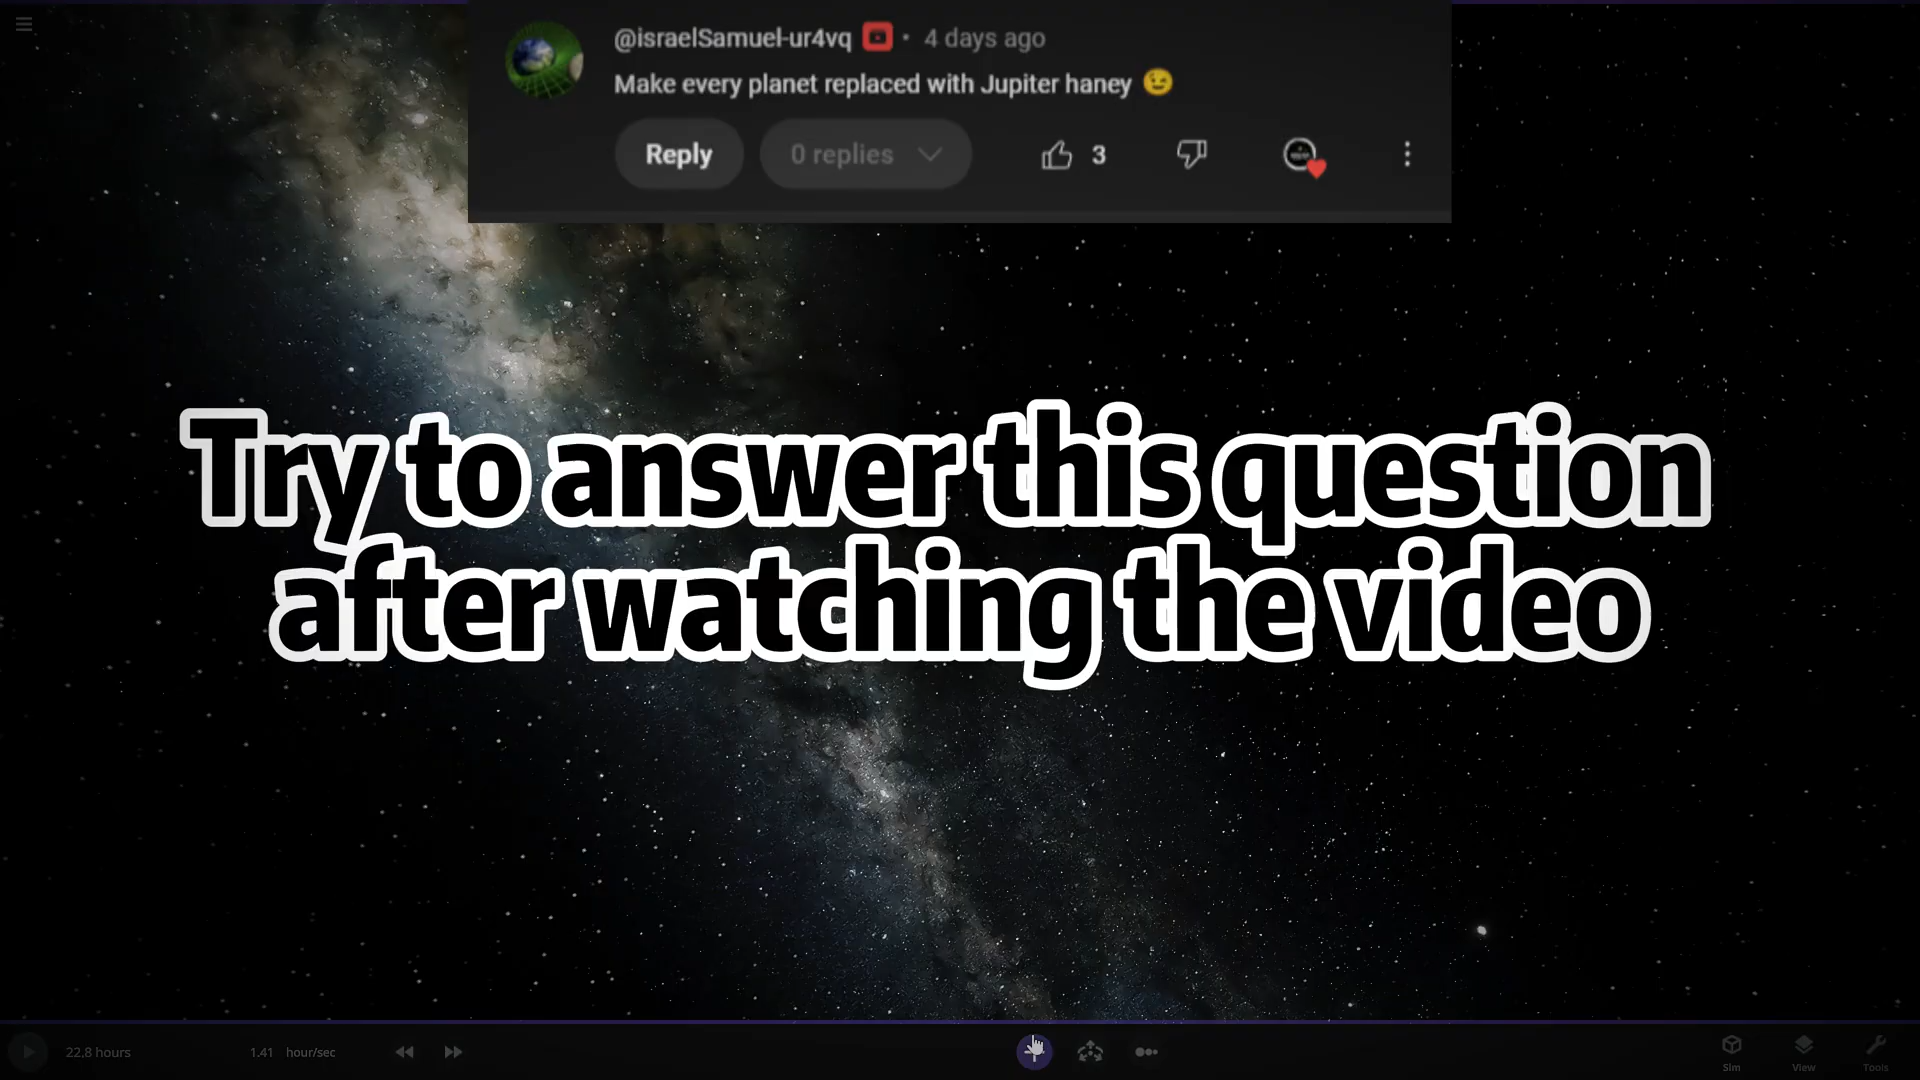 @israelSamuel-ur4vq • 4 days ago
Make every planet replaced with Jupiter haney 😉
Reply 0 replies 3
Try to answer this question
after watching the video
22.8 hours 1.41 hour/sec Sim View Tools